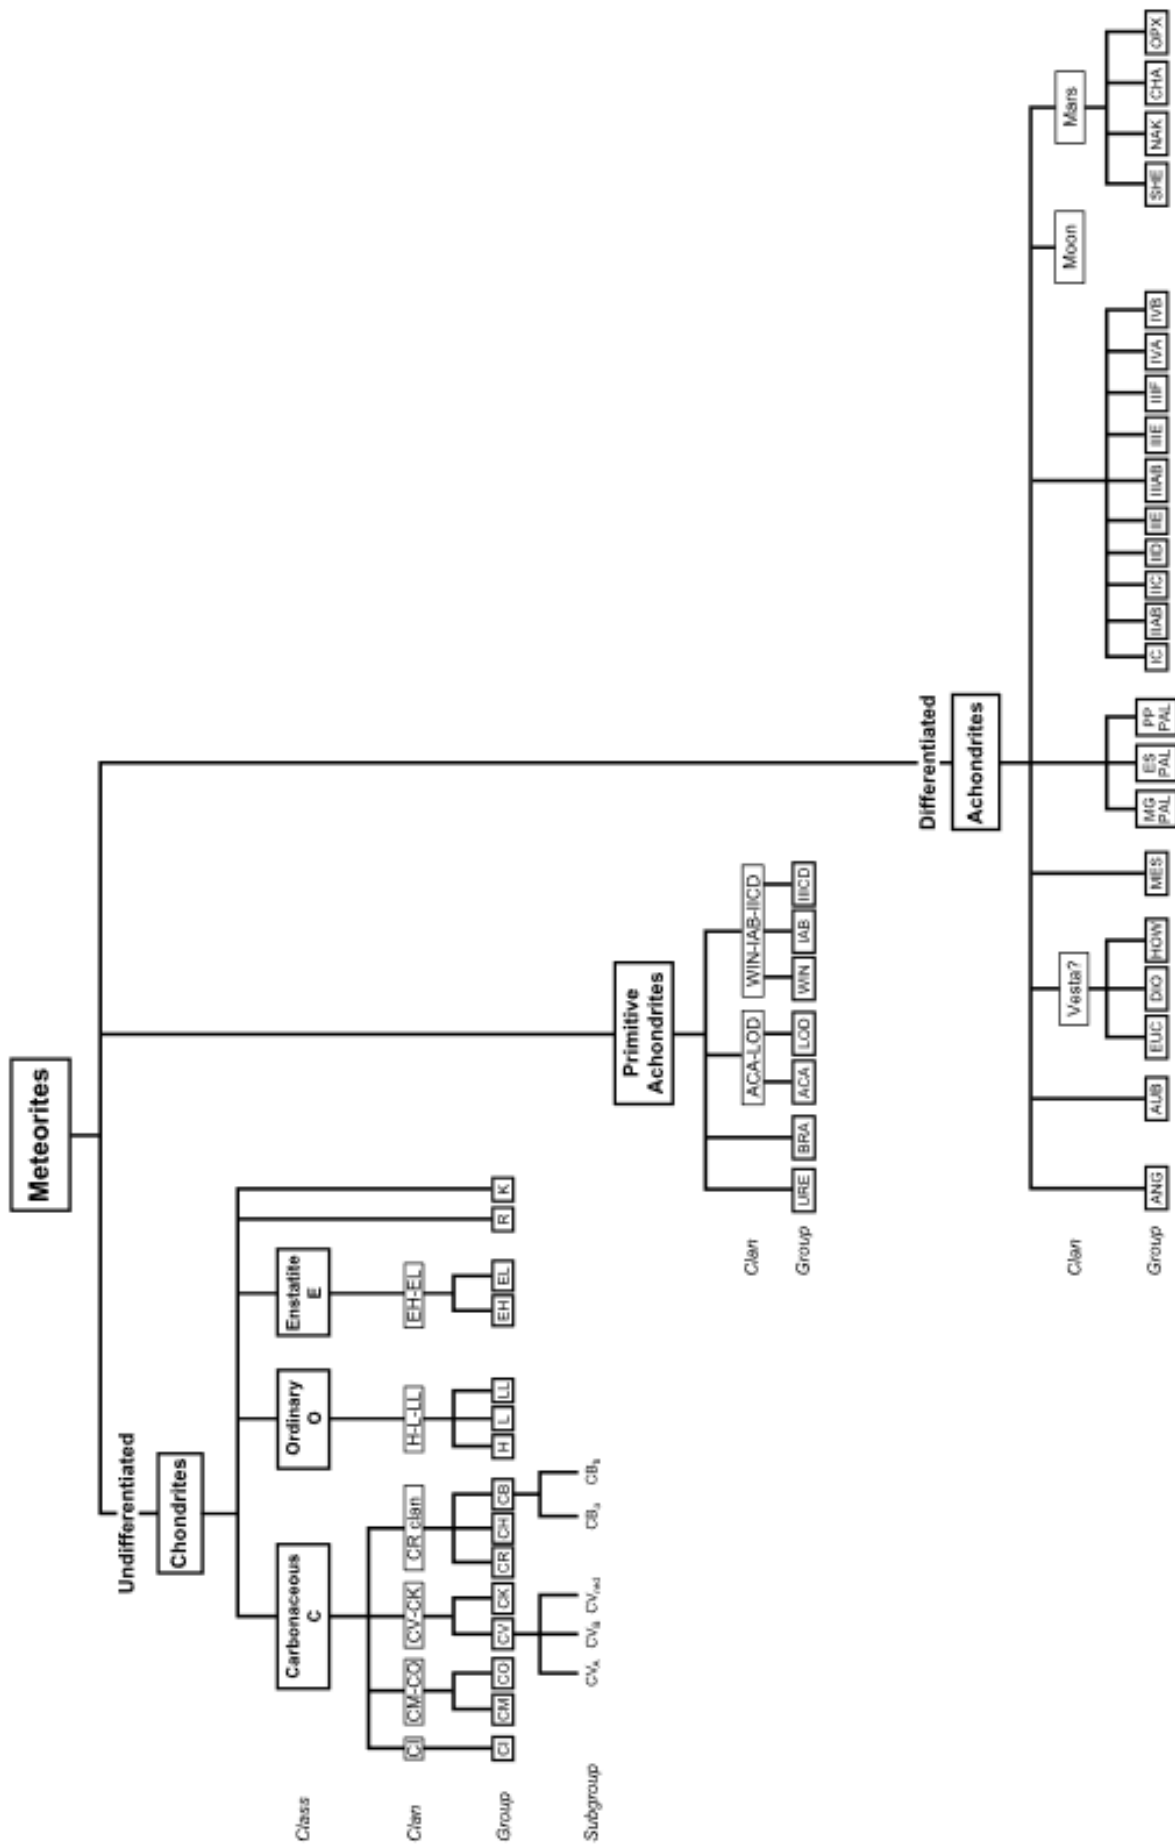 Meteorites
Undifferentiated
Chondrites
Class
Carbonaceous
C
Ordinary
O
Enstatite
E
Clan
CI
CM-CO
CV-CK
CR clan
H-L-LL
EH-EL
Group
CI
CM
CO
CV
CK
CR
CH
CB
H
L
LL
EH
EL
R
K
Subgroup
CVA
CVB
CVred
CBa
CBb
Primitive
Achondrites
Clan
ACA-LOD
WIN-IAB-IICD
Group
URE
BRA
ACA
LOD
WIN
IAB
IIICD
Differentiated
Achondrites
Clan
Vesta?
Moon
Mars
Group
ANG
AUB
EUC
DIO
HOW
MES
MG
PAL
ES
PAL
PP
PAL
IC
IIAB
IIC
IID
IIE
IIIAB
IIIE
IIIF
IVA
IVB
SHE
NAK
CHA
OPX